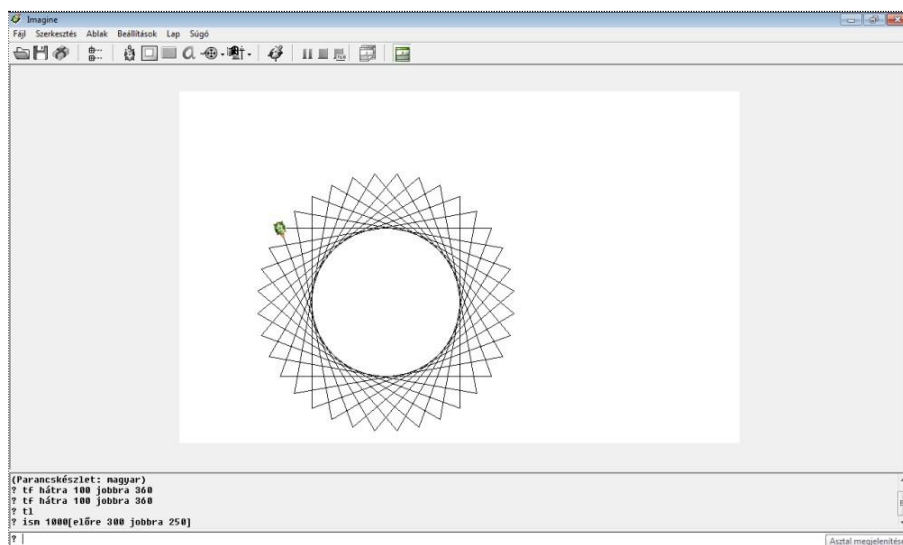 Imagine
Fájl Szerkesztés Ablak Beállítások Lap Súgó
(Parancskészlet: magyar)
? tf hátra 100 jobbra 360
? tf hátra 100 jobbra 360
? tl
? ism 1000[előre 300 jobbra 250]
?
Asztal megjelenítése